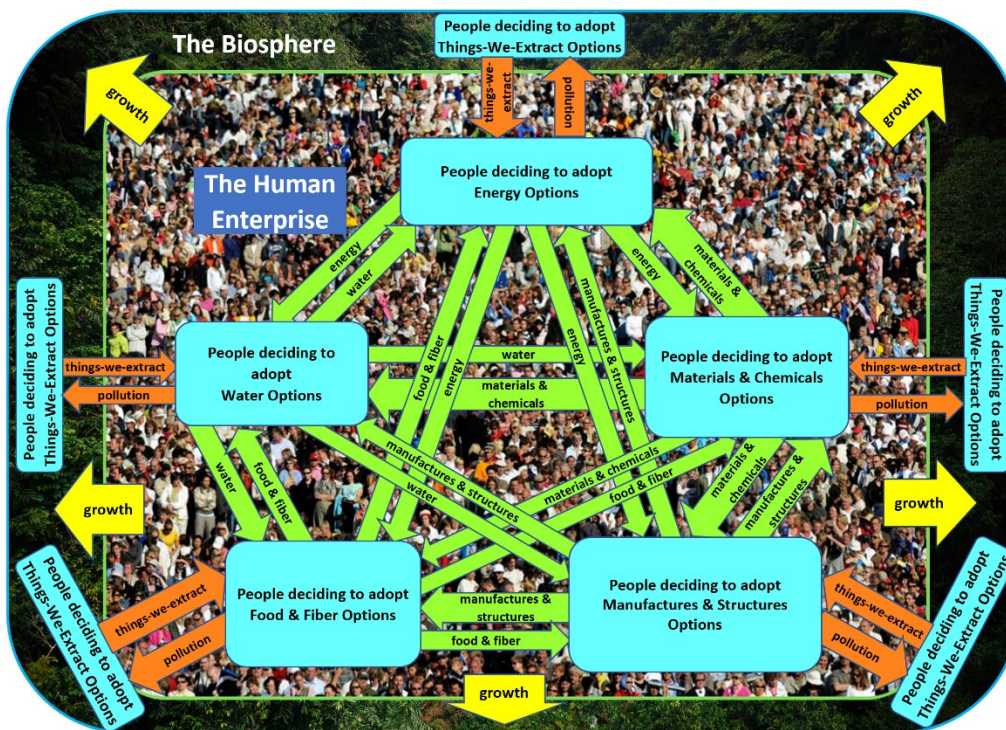 The Biosphere
People deciding to adopt
Things-We-Extract Options
growth
growth
things-we-
extract
pollution
The Human
Enterprise
People deciding to adopt
Energy Options
energy
water
energy
materials &
chemicals
food & fiber
energy
energy
manufactures & structures
People deciding to adopt
Things-We-Extract Options
things-we-extract
pollution
People deciding to
adopt
Water Options
water
materials &
chemicals
People deciding to adopt
Materials & Chemicals
Options
things-we-extract
pollution
People deciding to adopt
Things-We-Extract Options
water
food & fiber
manufactures & structures
water
materials & chemicals
food & fiber
materials &
chemicals
manufactures &
structures
growth
growth
People deciding to adopt
Things-We-Extract Options
things-we-extract
pollution
People deciding to adopt
Food & Fiber Options
manufactures &
structures
food & fiber
People deciding to adopt
Manufactures & Structures
Options
things-we-extract
pollution
People deciding to adopt
Things-We-Extract Options
growth